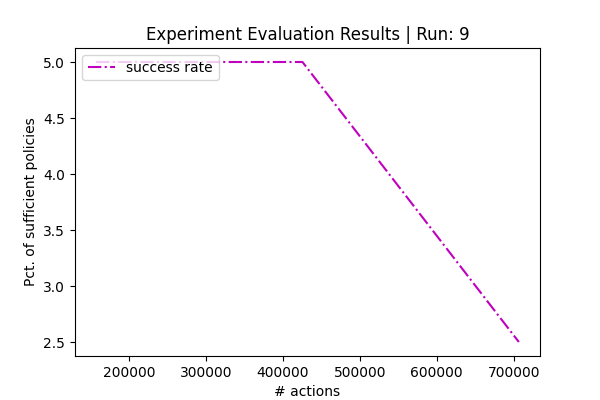 Experiment Evaluation Results | Run: 9
success rate
Pct. of sufficient policies
5.0
4.5
4.0
3.5
3.0
2.5
200000 300000 400000 500000 600000 700000
# actions